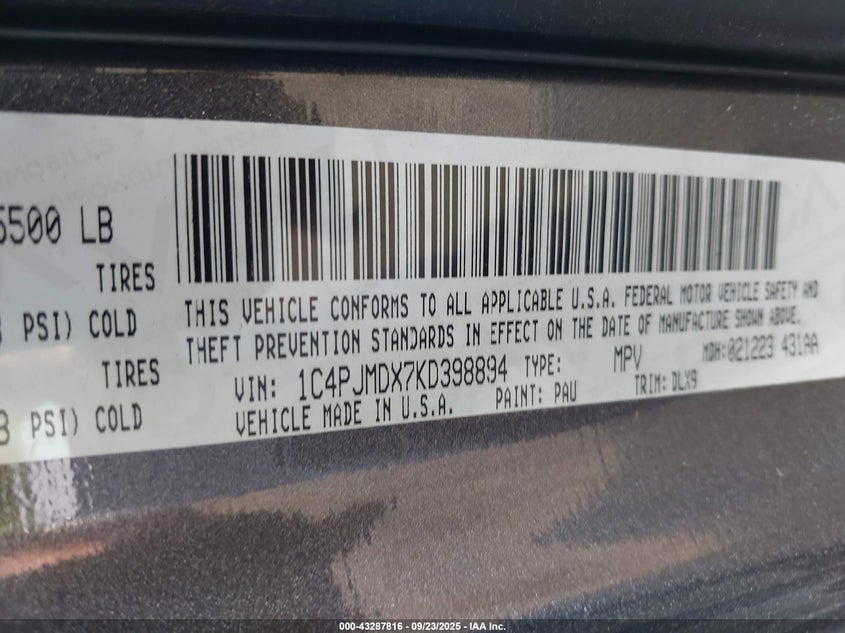 5500 LB
TIRES
PSI) COLD
TIRES
PSI) COLD
THIS VEHICLE CONFORMS TO ALL APPLICABLE U.S.A. FEDERAL MOTOR VEHICLE SAFETY AND
THEFT PREVENTION STANDARDS IN EFFECT ON THE DATE OF MANUFACTURE SHOWN ABOVE.
VIN: 1C4PJMDX7KD398894 TYPE: MPV MDH:021223 431AA
VEHICLE MADE IN U.S.A. PAINT: PAU TRIM: DLX9
000-43287816 - 09/23/2025 - IAA Inc.